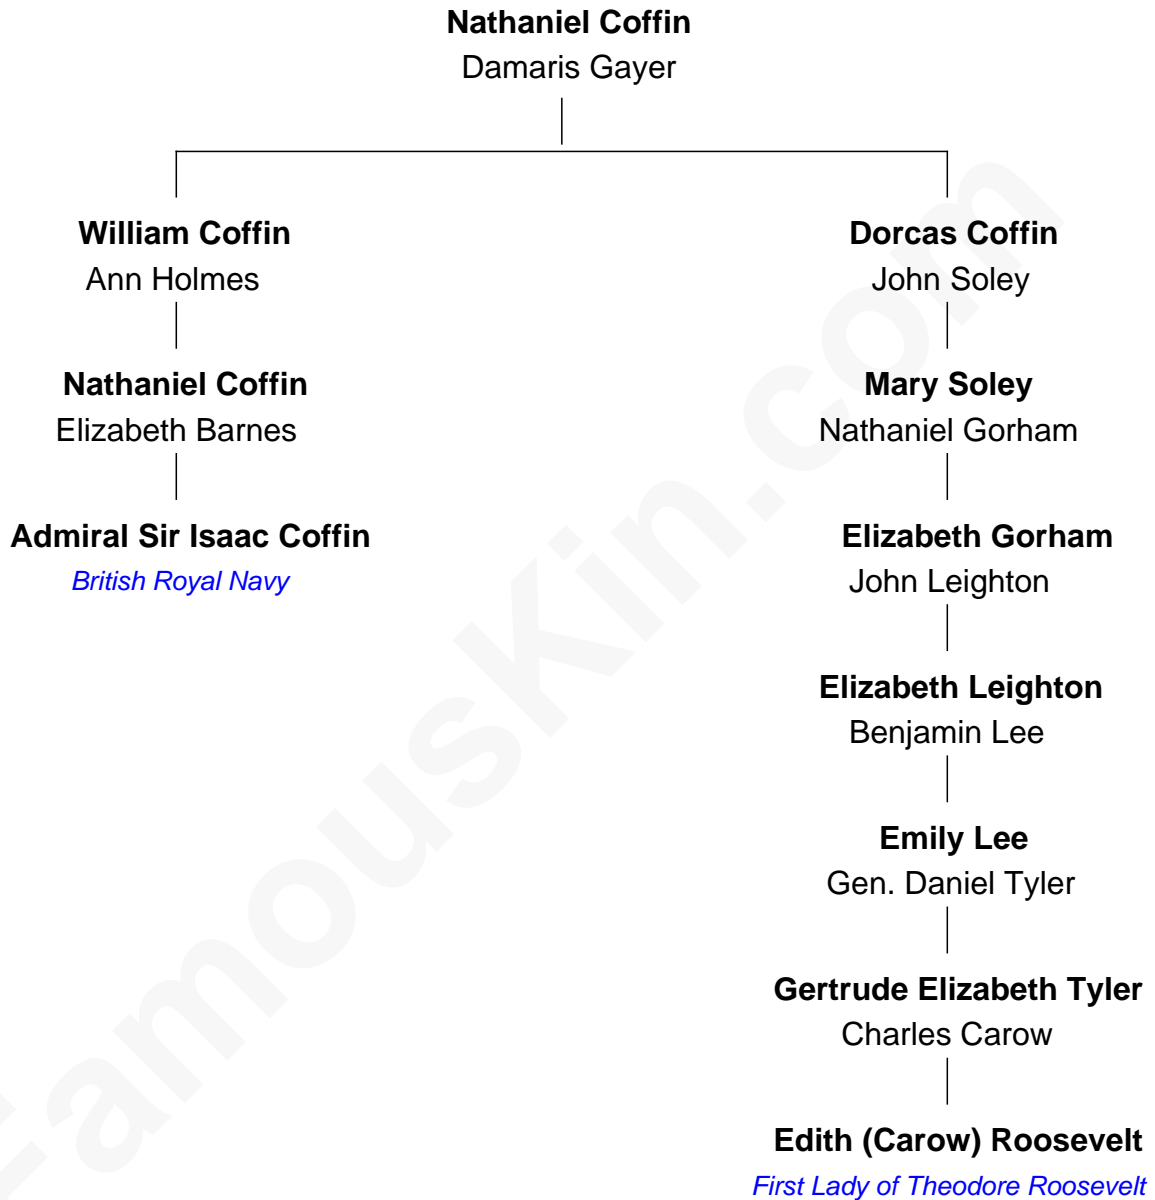 Nathaniel Coffin
Damaris Gayer
William Coffin
Ann Holmes
Dorcas Coffin
John Soley
Nathaniel Coffin
Elizabeth Barnes
Mary Soley
Nathaniel Gorham
Admiral Sir Isaac Coffin
British Royal Navy
Elizabeth Gorham
John Leighton
Elizabeth Leighton
Benjamin Lee
Emily Lee
Gen. Daniel Tyler
Gertrude Elizabeth Tyler
Charles Carow
Edith (Carow) Roosevelt
First Lady of Theodore Roosevelt
FamousKin.com